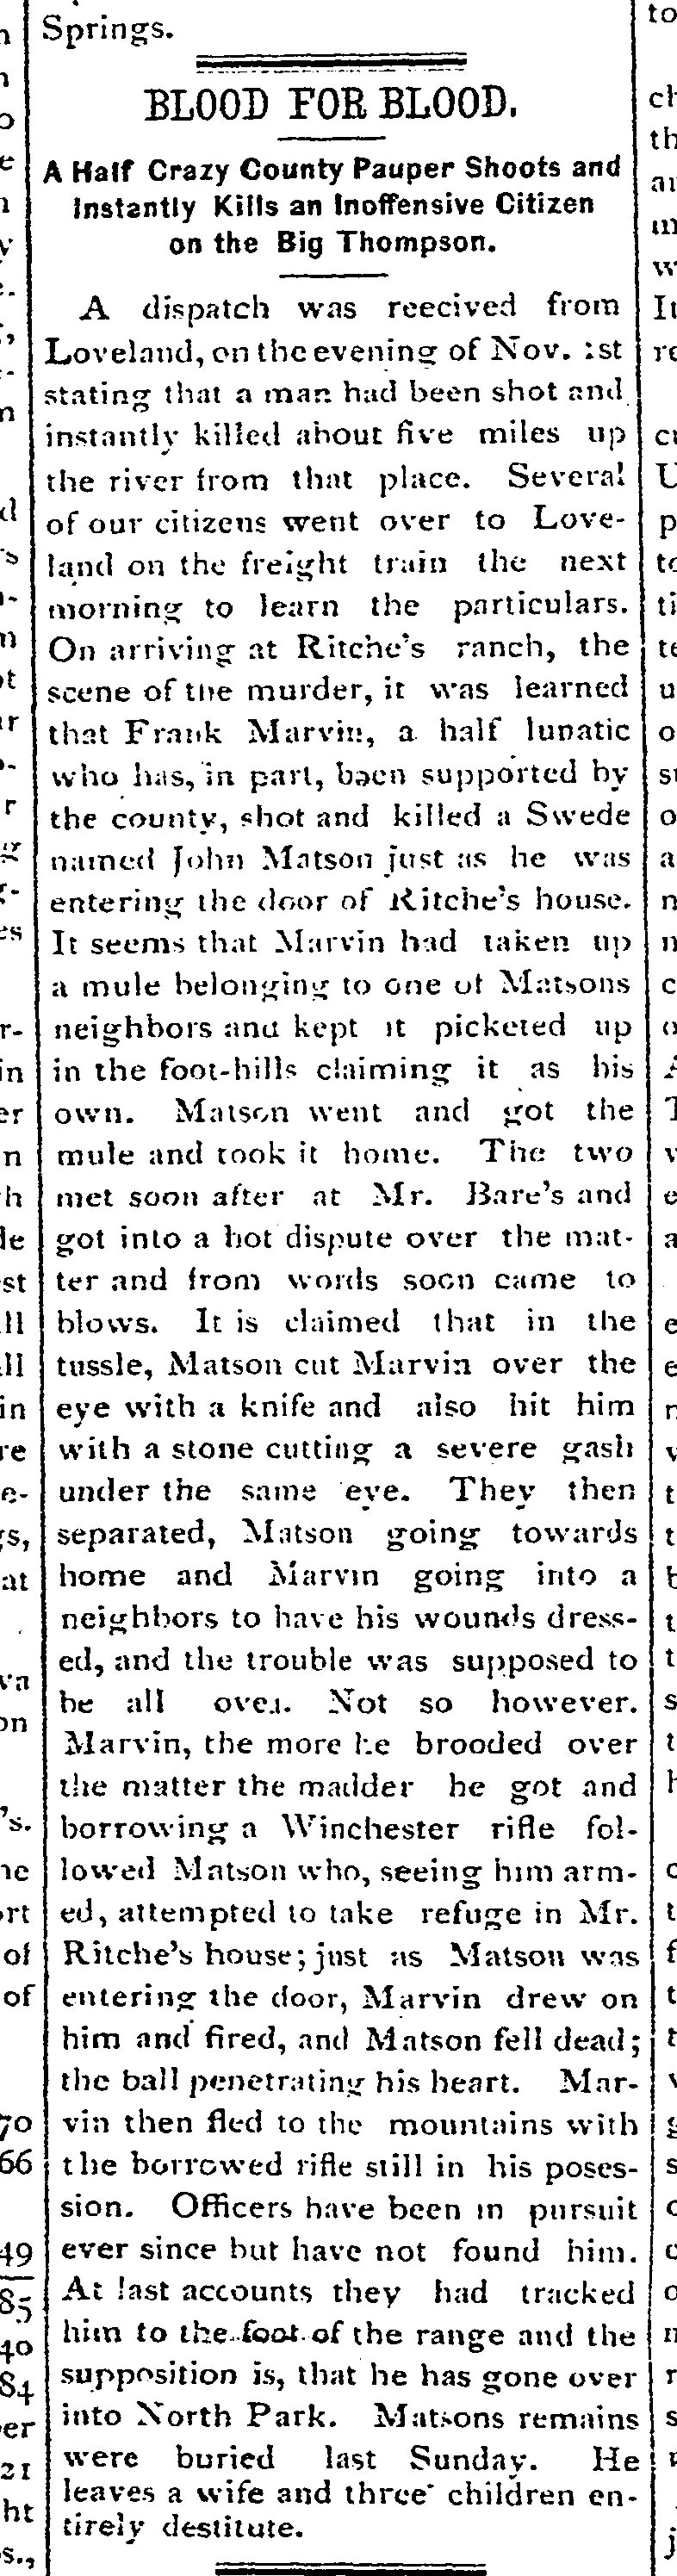 Springs.
BLOOD FOR BLOOD.
A Half Crazy County Pauper Shoots and
Instantly Kills an Inoffensive Citizen
on the Big Thompson.
A dispatch was reecived from
Loveland, on the evening of Nov. 1st
stating that a man had been shot and
instantly killed about five miles up
the river from that place. Several
of our citizens went over to Love-
land on the freight train the next
morning to learn the particulars.
On arriving at Ritche's ranch, the
scene of the murder, it was learned
that Frank Marvin, a half lunatic
who has, in part, been supported by
the county, shot and killed a Swede
named John Matson just as he was
entering the door of Ritche's house.
It seems that Marvin had taken up
a mule belonging to one of Matsons
neighbors and kept it picketed up
in the foot-hills claiming it as his
own. Matson went and got the
mule and took it home. The two
met soon after at Mr. Bare's and
got into a hot dispute over the mat-
ter and from words soon came to
blows. It is claimed that in the
tussle, Matson cut Marvin over the
eye with a knife and also hit him
with a stone cutting a severe gash
under the same eye. They then
separated, Matson going towards
home and Marvin going into a
neighbors to have his wounds dress-
ed, and the trouble was supposed to
be all over. Not so however.
Marvin, the more he brooded over
the matter the madder he got and
borrowing a Winchester rifle fol-
lowed Matson who, seeing him arm-
ed, attempted to take refuge in Mr.
Ritche's house; just as Matson was
entering the door, Marvin drew on
him and fired, and Matson fell dead;
the ball penetrating his heart. Mar-
vin then fled to the mountains with
the borrowed rifle still in his poses-
sion. Officers have been in pursuit
ever since but have not found him.
At last accounts they had tracked
him to the foot of the range and the
supposition is, that he has gone over
into North Park. Matsons remains
were buried last Sunday. He
leaves a wife and three children en-
tirely destitute.